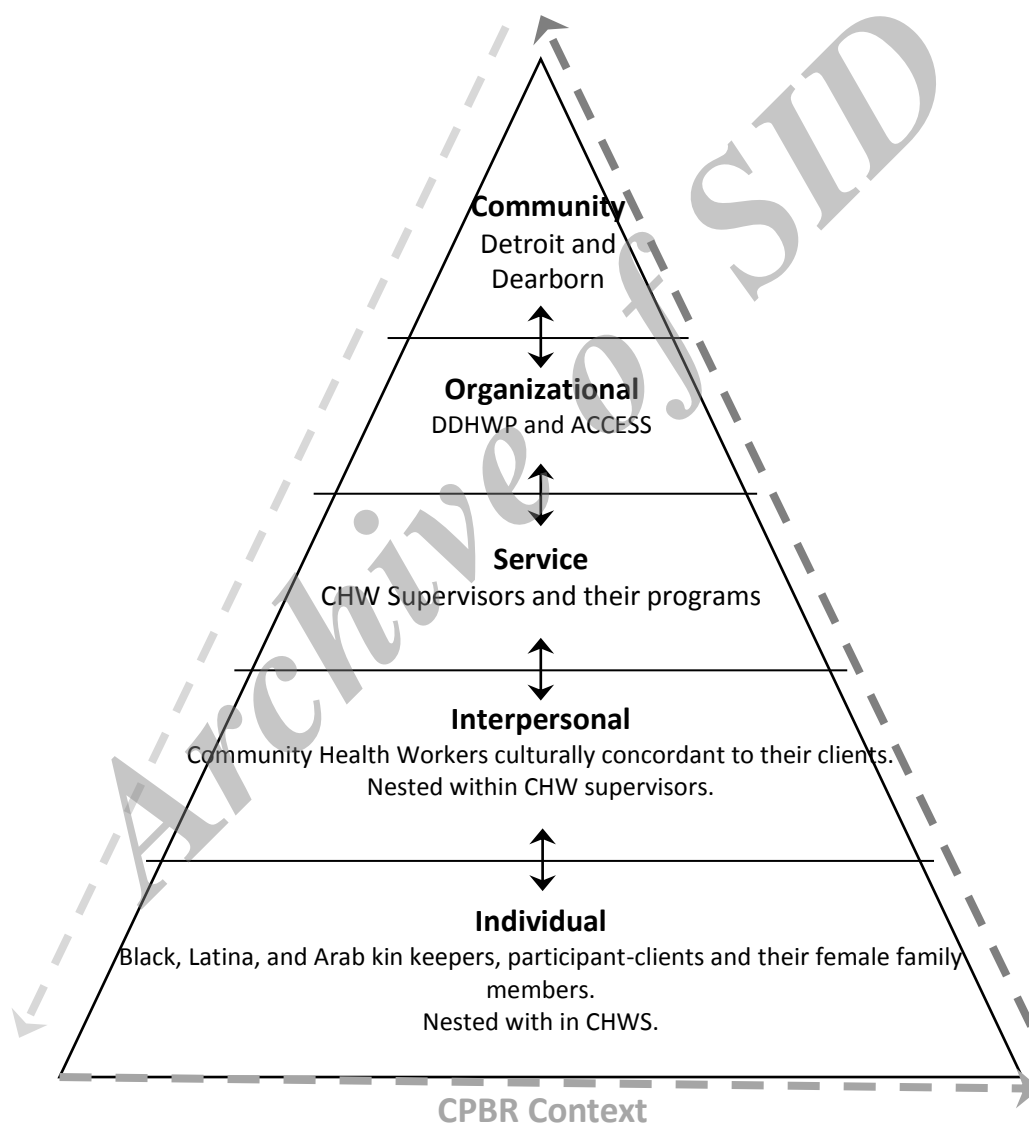 Community
Detroit and
Dearborn
Organizational
DDHWP and ACCESS
Service
CHW Supervisors and their programs
Interpersonal
Community Health Workers culturally concordant to their clients.
Nested within CHW supervisors.
Individual
Black, Latina, and Arab kin keepers, participant-clients and their female family
members.
Nested with in CHWS.
CPBR Context
Archive of SID